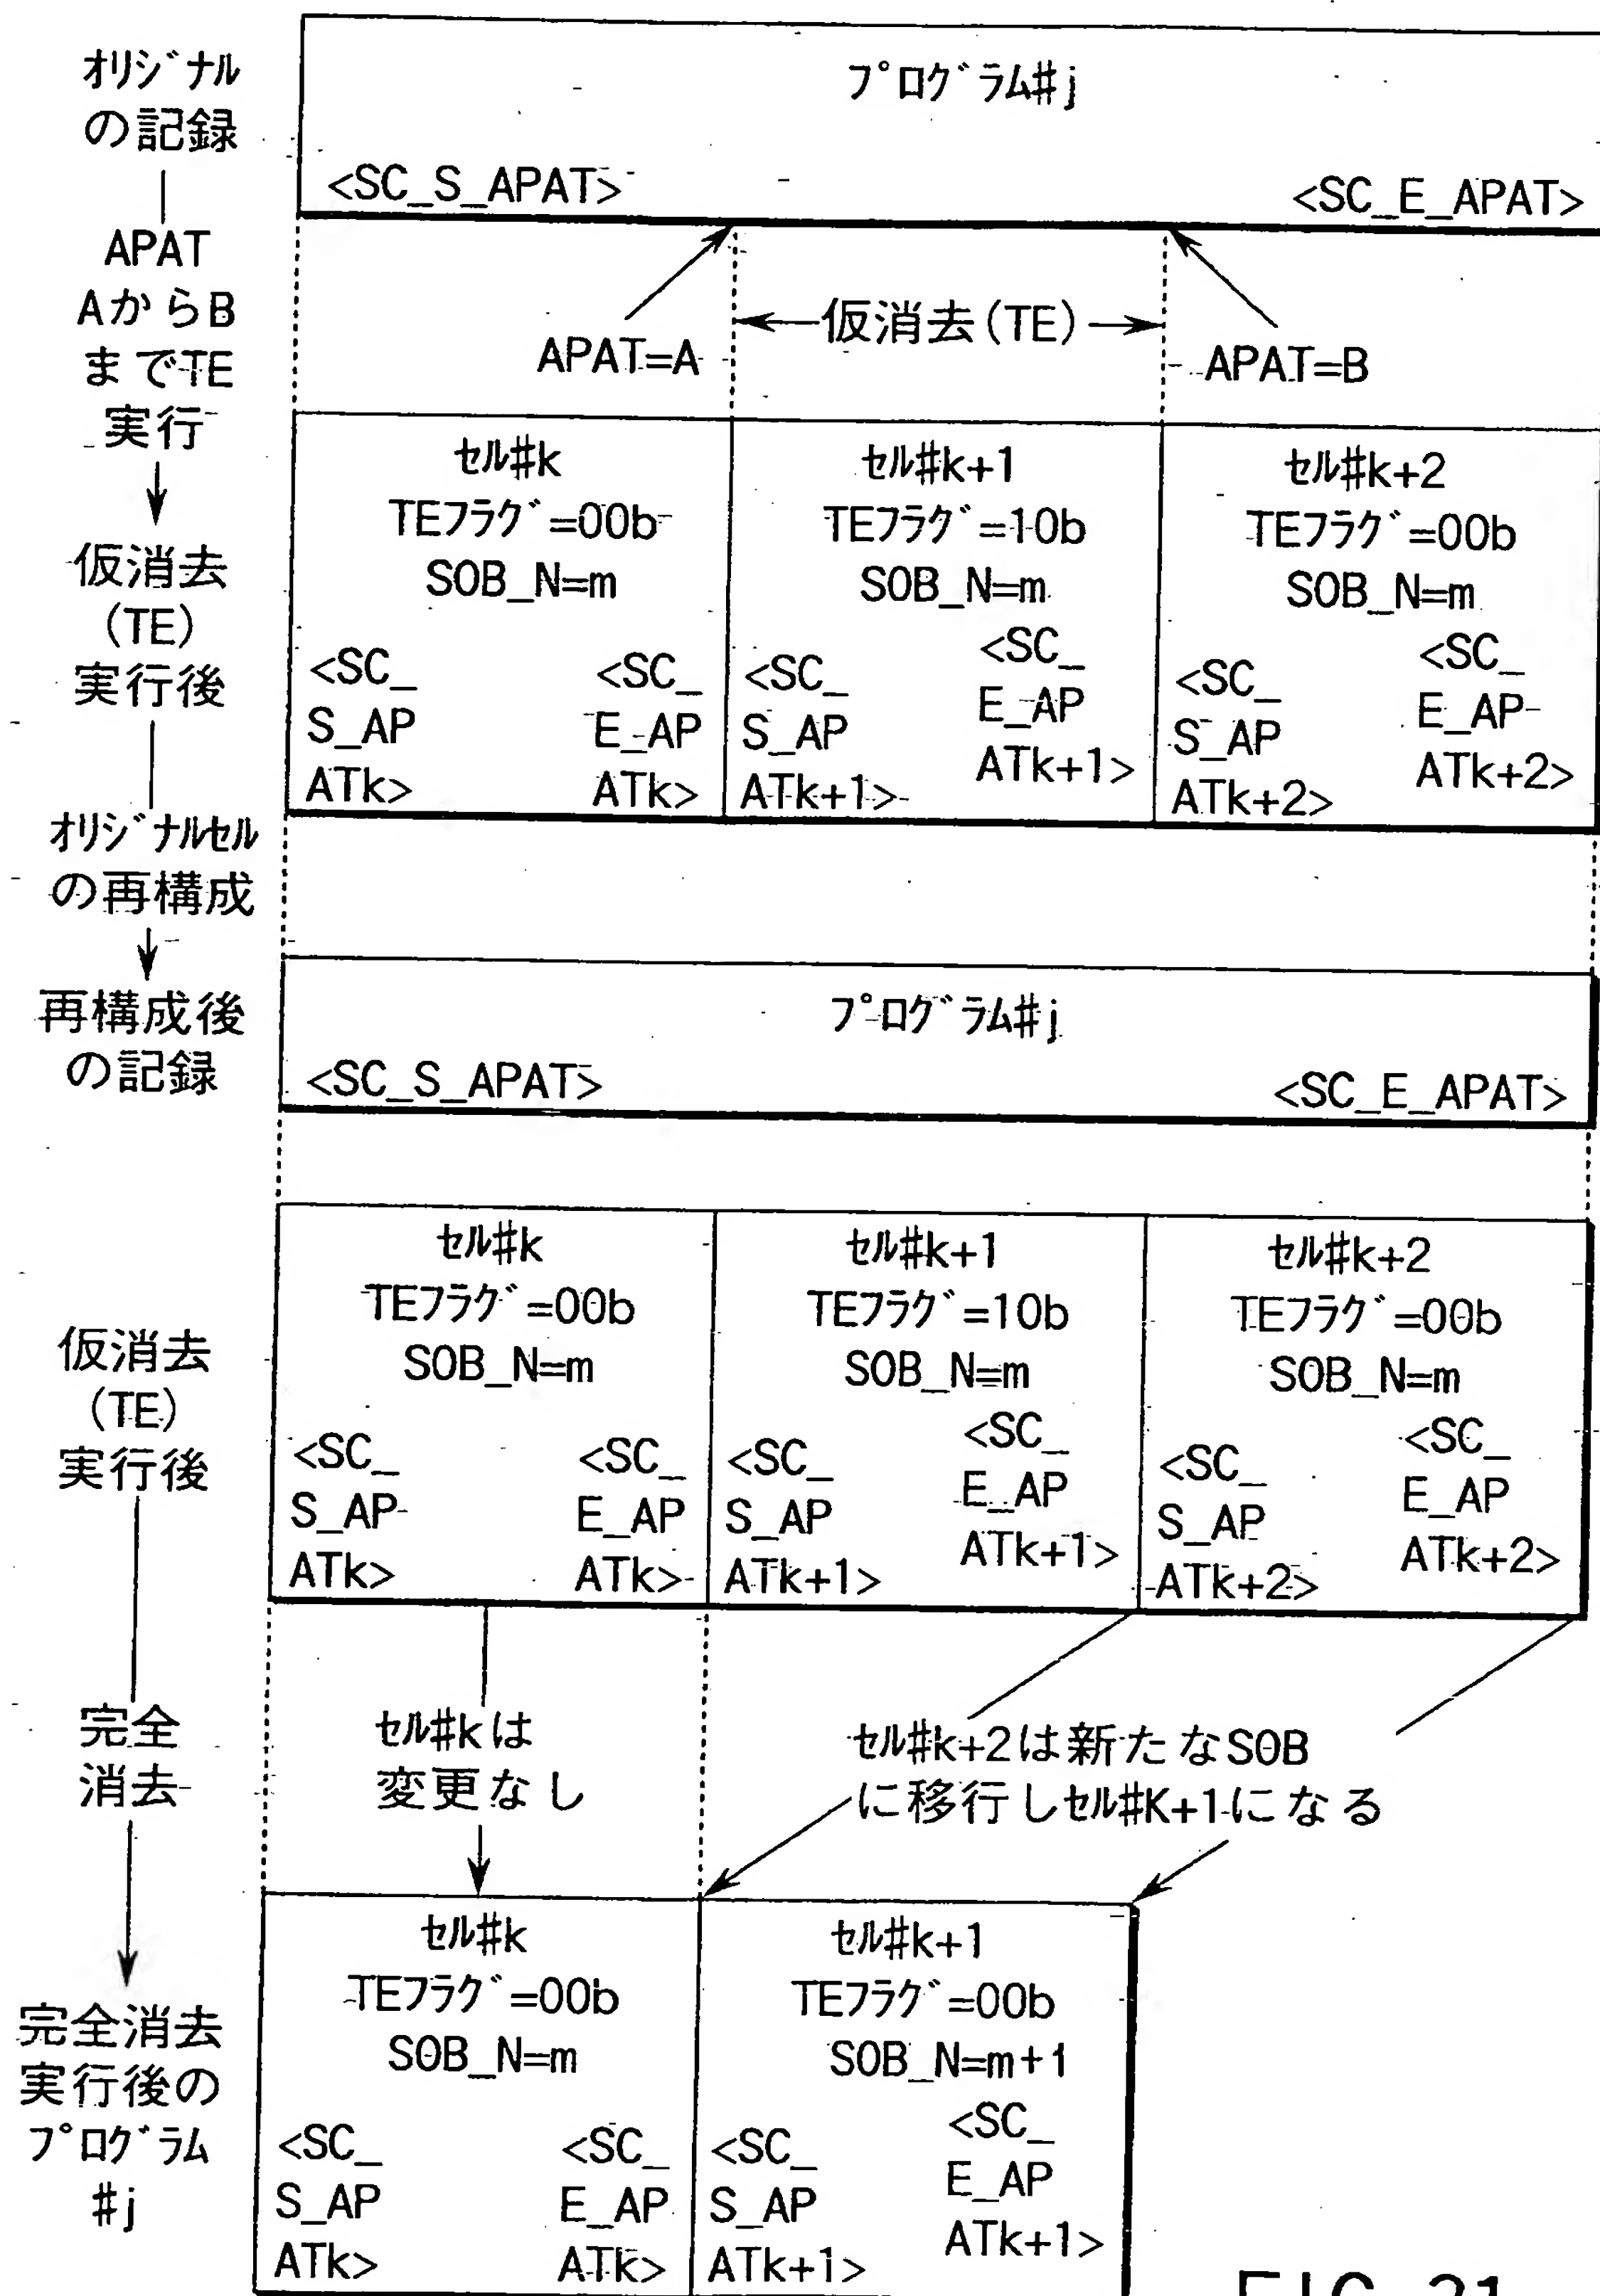 オリジナル
の記録
APAT
AからB
までTE
実行
仮消去
(TE)
実行後
オリジナルセル
の再構成
再構成後
の記録
仮消去
(TE)
実行後
完全
消去
完全消去
実行後の
プログラム
#j
プログラム#j
<SC_S_APAT>
<SC_E_APAT>
APAT=A
仮消去(TE)
APAT=B
セル#k
TEフラグ=00b
SOB_N=m
<SC_
S_AP
ATk>
<SC_
E_AP
ATk>
セル#k+1
TEフラグ=10b
SOB_N=m
<SC_
S_AP
ATk+1>
<SC_
E_AP
ATk+1>
セル#k+2
TEフラグ=00b
SOB_N=m
<SC_
S_AP
ATk+2>
<SC_
E_AP
ATk+2>
プログラム#j
<SC_S_APAT>
<SC_E_APAT>
セル#k
TEフラグ=00b
SOB_N=m
<SC_
S_AP
ATk>
<SC_
E_AP
ATk>
セル#k+1
TEフラグ=10b
SOB_N=m
<SC_
S_AP
ATk+1>
<SC_
E_AP
ATk+1>
セル#k+2
TEフラグ=00b
SOB_N=m
<SC_
S_AP
ATk+2>
<SC_
E_AP
ATk+2>
セル#kは
変更なし
セル#k+2は新たなSOB
に移行しセル#K+1になる
セル#k
TEフラグ=00b
SOB_N=m
<SC_
S_AP
ATk>
<SC_
E_AP
ATk>
セル#k+1
TEフラグ=00b
SOB_N=m+1
<SC_
S_AP
ATk+1>
<SC_
E_AP
ATk+1>
FIG. 21